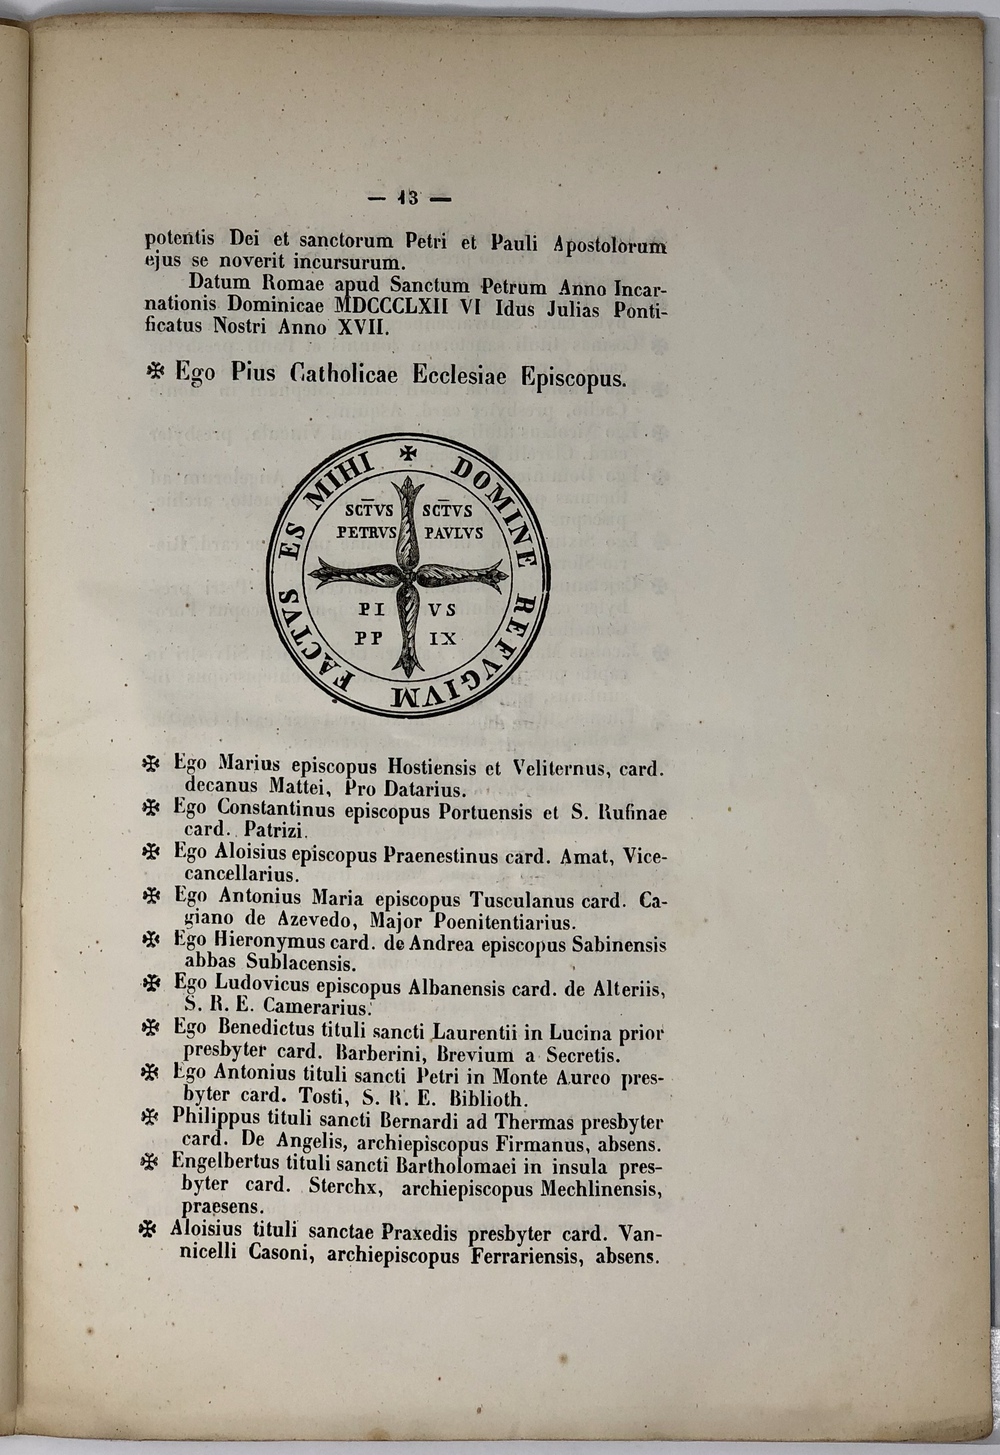 — 13 —
potentis Dei et sanctorum Petri et Pauli Apostolorum
ejus se noverit incursurum.
Datum Romae apud Sanctum Petrum Anno Incar-
nationis Dominicae MDCCCLXII VI Idus Julias Ponti-
ficatus Nostri Anno XVII.
✠ Ego Pius Catholicae Ecclesiae Episcopus.
✠ DOMINE REFVGIVM FACTVS ES MIHI
SCTVS SCTVS
PETRVS PAVLVS
PI VS
PP IX
✠ Ego Marius episcopus Hostiensis et Veliternus, card.
decanus Mattei, Pro Datarius.
✠ Ego Constantinus episcopus Portuensis et S. Rufinae
card. Patrizi.
✠ Ego Aloisius episcopus Praenestinus card. Amat, Vice-
cancellarius.
✠ Ego Antonius Maria episcopus Tusculanus card. Ca-
giano de Azevedo, Major Poenitentiarius.
✠ Ego Hieronymus card. de Andrea episcopus Sabinensis
abbas Sublacensis.
✠ Ego Ludovicus episcopus Albanensis card. de Alteriis,
S. R. E. Camerarius.
✠ Ego Benedictus tituli sancti Laurentii in Lucina prior
presbyter card. Barberini, Brevium a Secretis.
✠ Ego Antonius tituli sancti Petri in Monte Aureo pres-
byter card. Tosti, S. R. E. Biblioth.
✠ Philippus tituli sancti Bernardi ad Thermas presbyter
card. De Angelis, archiepiscopus Firmanus, absens.
✠ Engelbertus tituli sancti Bartholomaei in insula pres-
byter card. Sterchx, archiepiscopus Mechlinensis,
praesens.
✠ Aloisius tituli sanctae Praxedis presbyter card. Van-
nicelli Casoni, archiepiscopus Ferrariensis, absens.